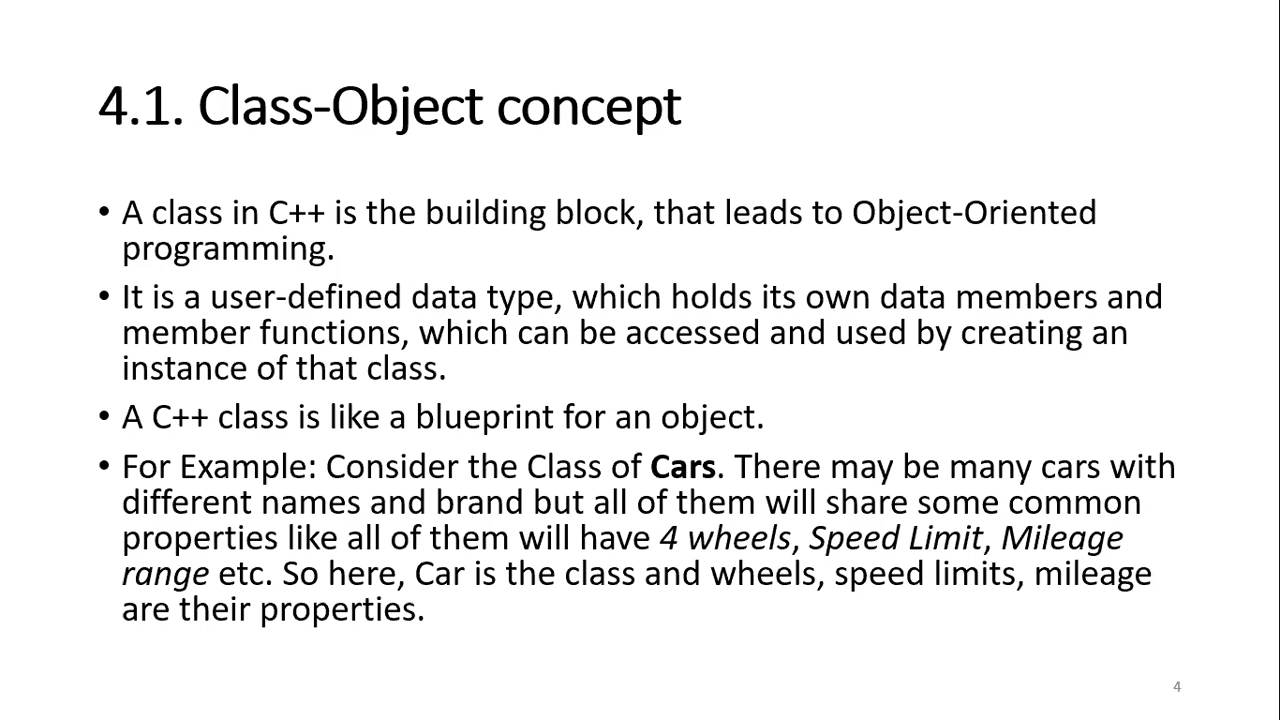 4.1. Class-Object concept
• A class in C++ is the building block, that leads to Object-Oriented
programming.
• It is a user-defined data type, which holds its own data members and
member functions, which can be accessed and used by creating an
instance of that class.
• A C++ class is like a blueprint for an object.
• For Example: Consider the Class of Cars. There may be many cars with
different names and brand but all of them will share some common
properties like all of them will have 4 wheels, Speed Limit, Mileage
range etc. So here, Car is the class and wheels, speed limits, mileage
are their properties.
4